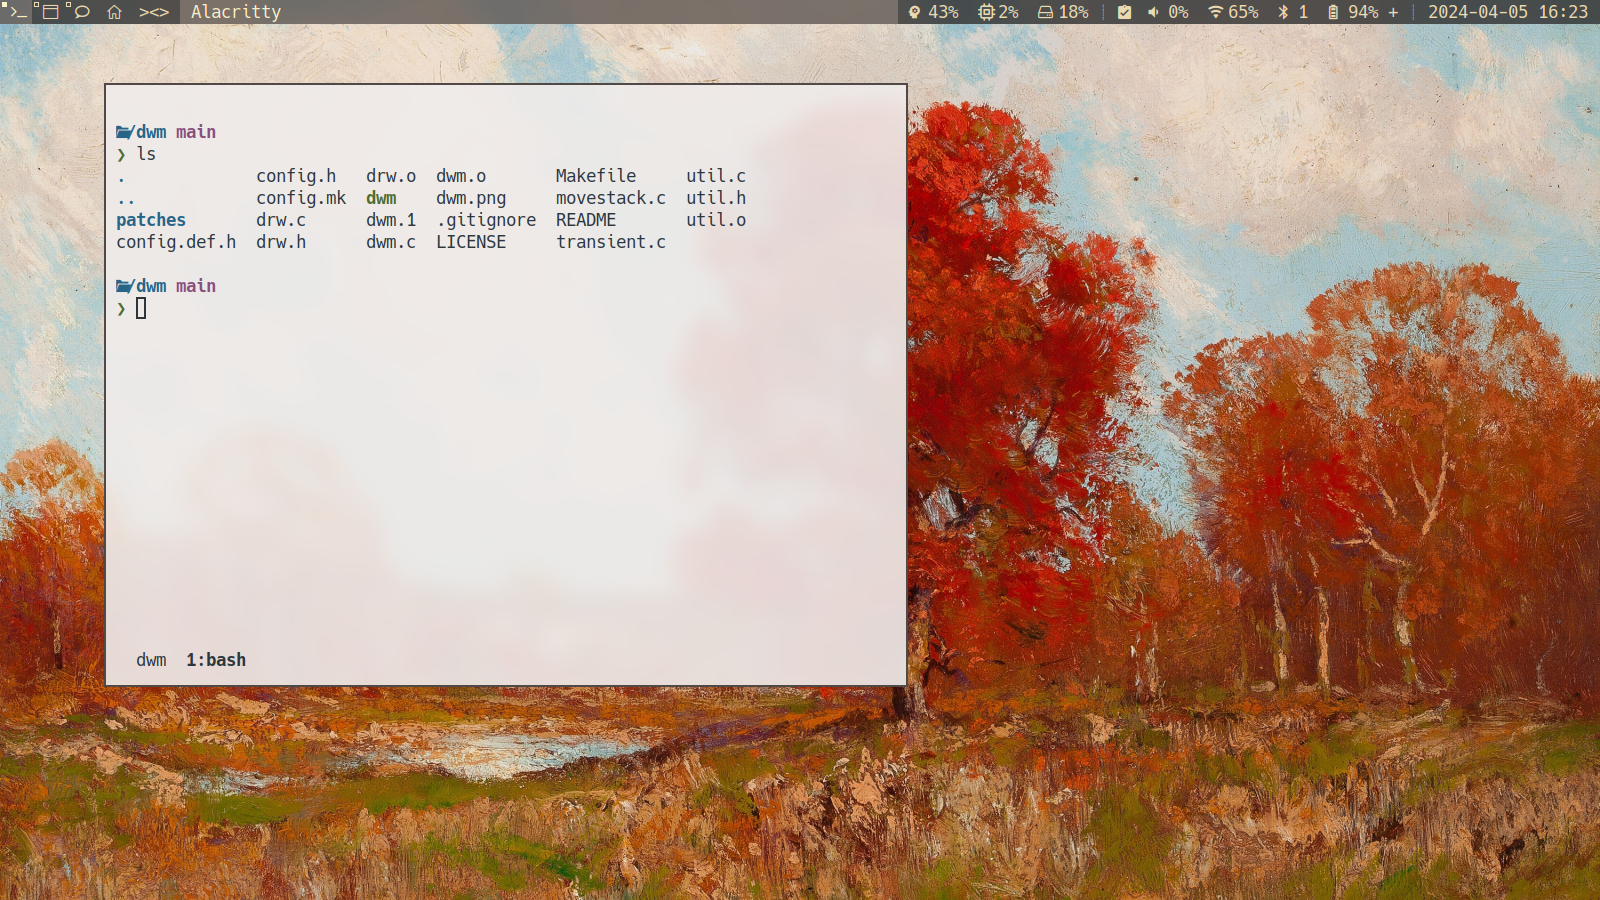 >_ ><> Alacritty 43% 2% 18% 0% 65% 1 94% + 2024-04-05 16:23
/dwm main
❯ ls
. config.h drw.o dwm.o Makefile util.c
.. config.mk dwm dwm.png movestack.c util.h
patches drw.c dwm.1 .gitignore README util.o
config.def.h drw.h dwm.c LICENSE transient.c
/dwm main
❯
dwm 1:bash